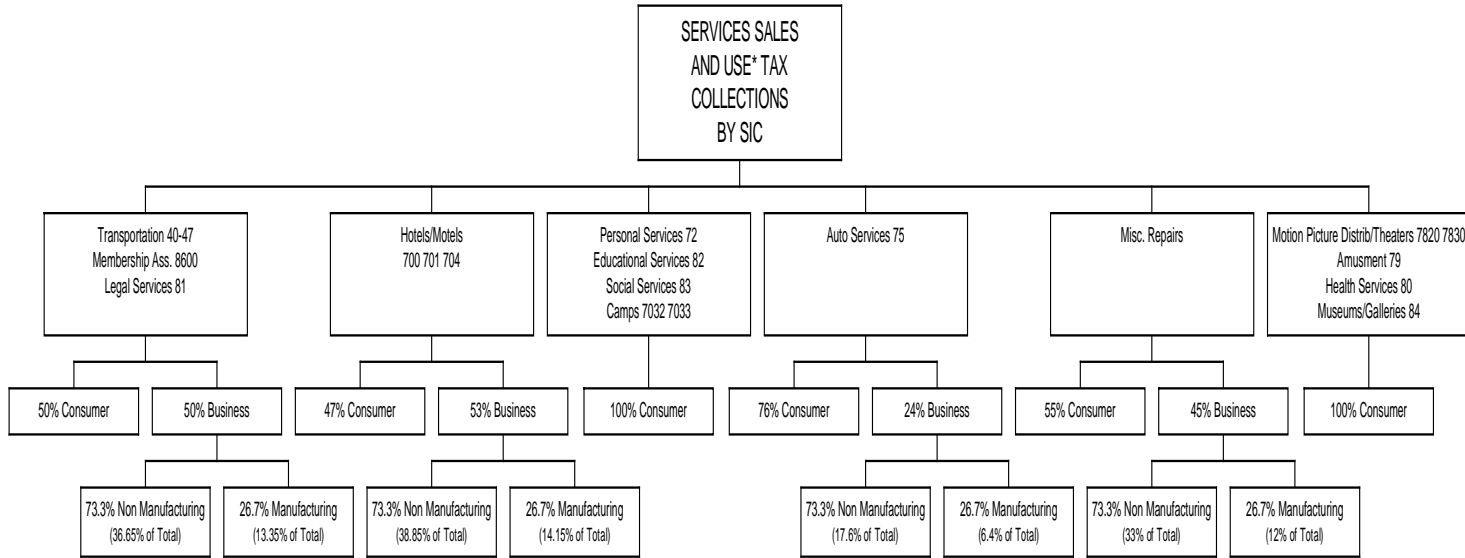 SERVICES SALES
AND USE* TAX
COLLECTIONS
BY SIC
Transportation 40-47
Membership Ass. 8600
Legal Services 81
Hotels/Motels
700 701 704
Personal Services 72
Educational Services 82
Social Services 83
Camps 7032 7033
Auto Services 75
Misc. Repairs
Motion Picture Distrib/Theaters 7820 7830
Amusment 79
Health Services 80
Museums/Galleries 84
50% Consumer
50% Business
47% Consumer
53% Business
100% Consumer
76% Consumer
24% Business
55% Consumer
45% Business
100% Consumer
73.3% Non Manufacturing
(36.65% of Total)
26.7% Manufacturing
(13.35% of Total)
73.3% Non Manufacturing
(38.85% of Total)
26.7% Manufacturing
(14.15% of Total)
73.3% Non Manufacturing
(17.6% of Total)
26.7% Manufacturing
(6.4% of Total)
73.3% Non Manufacturing
(33% of Total)
26.7% Manufacturing
(12% of Total)